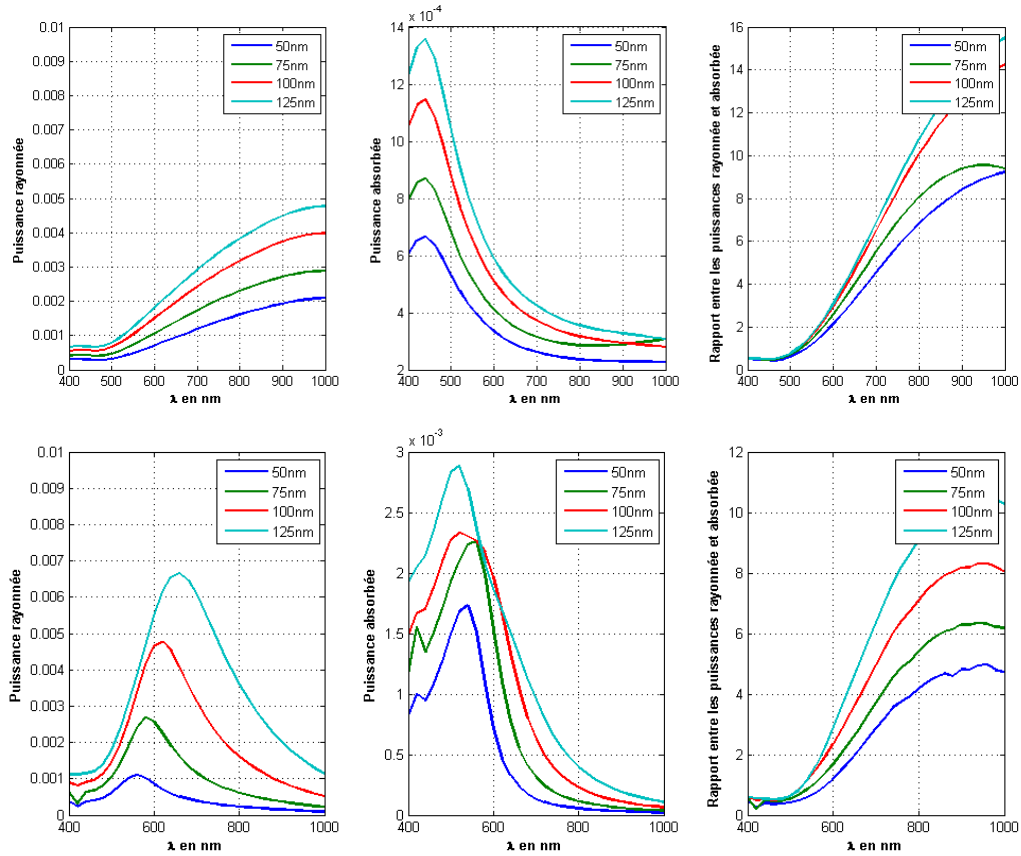 Puissance rayonnée
0.01
0.009
0.008
0.007
0.006
0.005
0.004
0.003
0.002
0.001
0
400 500 600 700 800 900 1000
λ en nm
50nm
75nm
100nm
125nm
Puissance absorbée
x 10⁻⁴
14
12
10
8
6
4
2
400 500 600 700 800 900 1000
λ en nm
50nm
75nm
100nm
125nm
Rapport entre les puissances rayonnée et absorbée
16
14
12
10
8
6
4
2
0
400 500 600 700 800 900 1000
λ en nm
50nm
75nm
100nm
125nm
Puissance rayonnée
0.01
0.009
0.008
0.007
0.006
0.005
0.004
0.003
0.002
0.001
0
400 600 800 1000
λ en nm
50nm
75nm
100nm
125nm
Puissance absorbée
x 10⁻³
3
2.5
2
1.5
1
0.5
0
400 600 800 1000
λ en nm
50nm
75nm
100nm
125nm
Rapport entre les puissances rayonnée et absorbée
12
10
8
6
4
2
0
400 600 800 1000
λ en nm
50nm
75nm
100nm
125nm